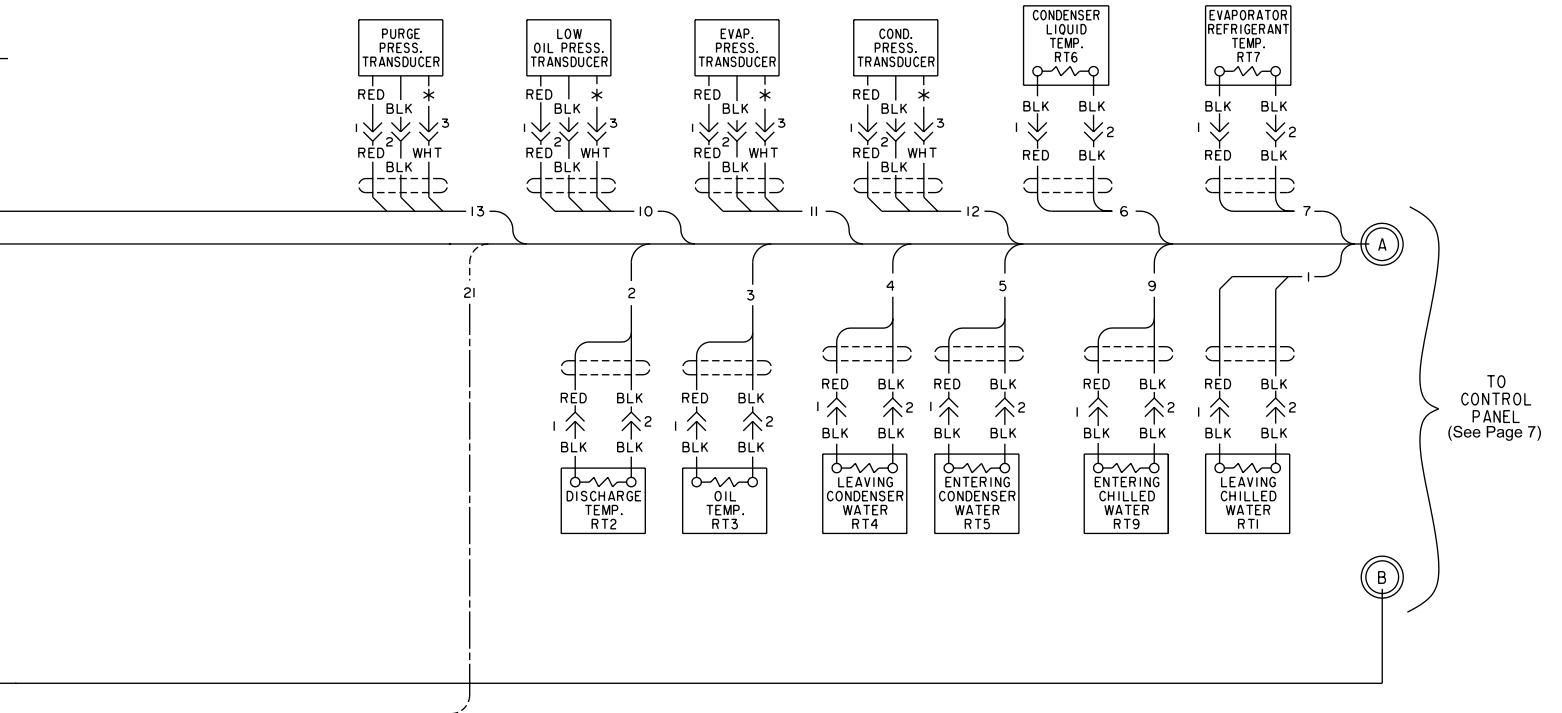 PURGE
PRESS.
TRANSDUCER
RED
BLK
*
1
2
3
RED
BLK
WHT
13
LOW
OIL PRESS.
TRANSDUCER
RED
BLK
*
1
2
3
RED
BLK
WHT
10
EVAP.
PRESS.
TRANSDUCER
RED
BLK
*
1
2
3
RED
BLK
WHT
11
COND.
PRESS.
TRANSDUCER
RED
BLK
*
1
2
3
RED
BLK
WHT
12
CONDENSER
LIQUID
TEMP.
RT6
BLK BLK
1 2
RED BLK
6
EVAPORATOR
REFRIGERANT
TEMP.
RT7
BLK BLK
1 2
RED BLK
7
A
21
2
RED BLK
1 2
BLK BLK
DISCHARGE
TEMP.
RT2
3
RED BLK
1 2
BLK BLK
OIL
TEMP.
RT3
4
RED BLK
1 2
BLK BLK
LEAVING
CONDENSER
WATER
RT4
5
RED BLK
1 2
BLK BLK
ENTERING
CONDENSER
WATER
RT5
9
RED BLK
1 2
BLK BLK
ENTERING
CHILLED
WATER
RT9
1
RED BLK
1 2
BLK BLK
LEAVING
CHILLED
WATER
RT1
B
TO
CONTROL
PANEL
(See Page 7)